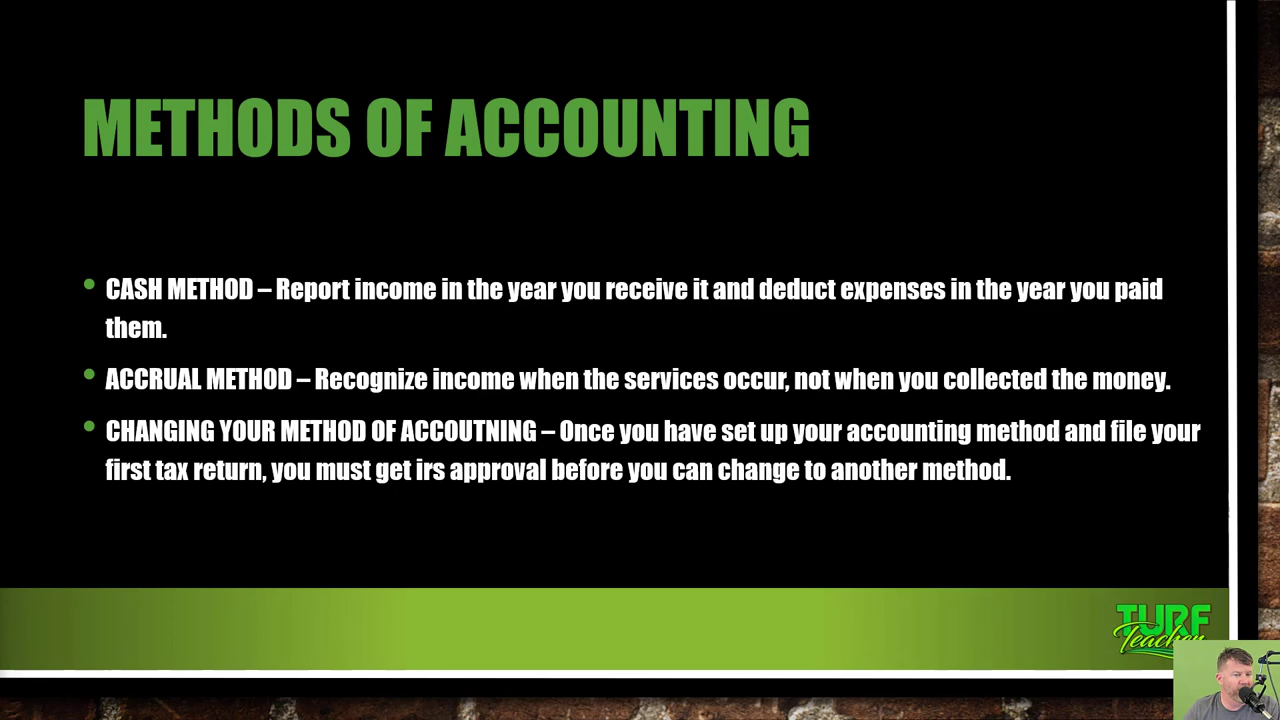 METHODS OF ACCOUNTING
• CASH METHOD – Report income in the year you receive it and deduct expenses in the year you paid
them.
• ACCRUAL METHOD – Recognize income when the services occur, not when you collected the money.
• CHANGING YOUR METHOD OF ACCOUTNING – Once you have set up your accounting method and file your
first tax return, you must get irs approval before you can change to another method.
TURF
Teacher